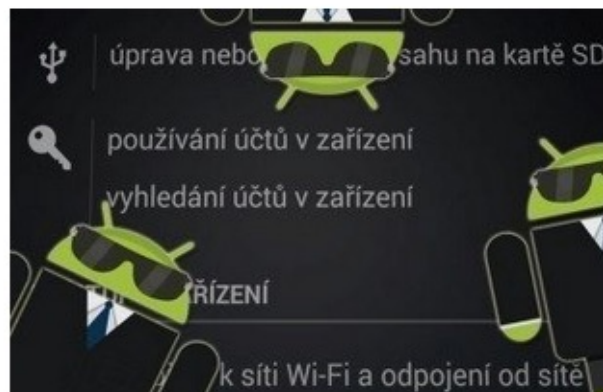 úprava nebo sahu na kartě SD
používání účtů v zařízení
vyhledání účtů v zařízení
ŘÍZENÍ
k síti Wi-Fi a odpojení od sítě